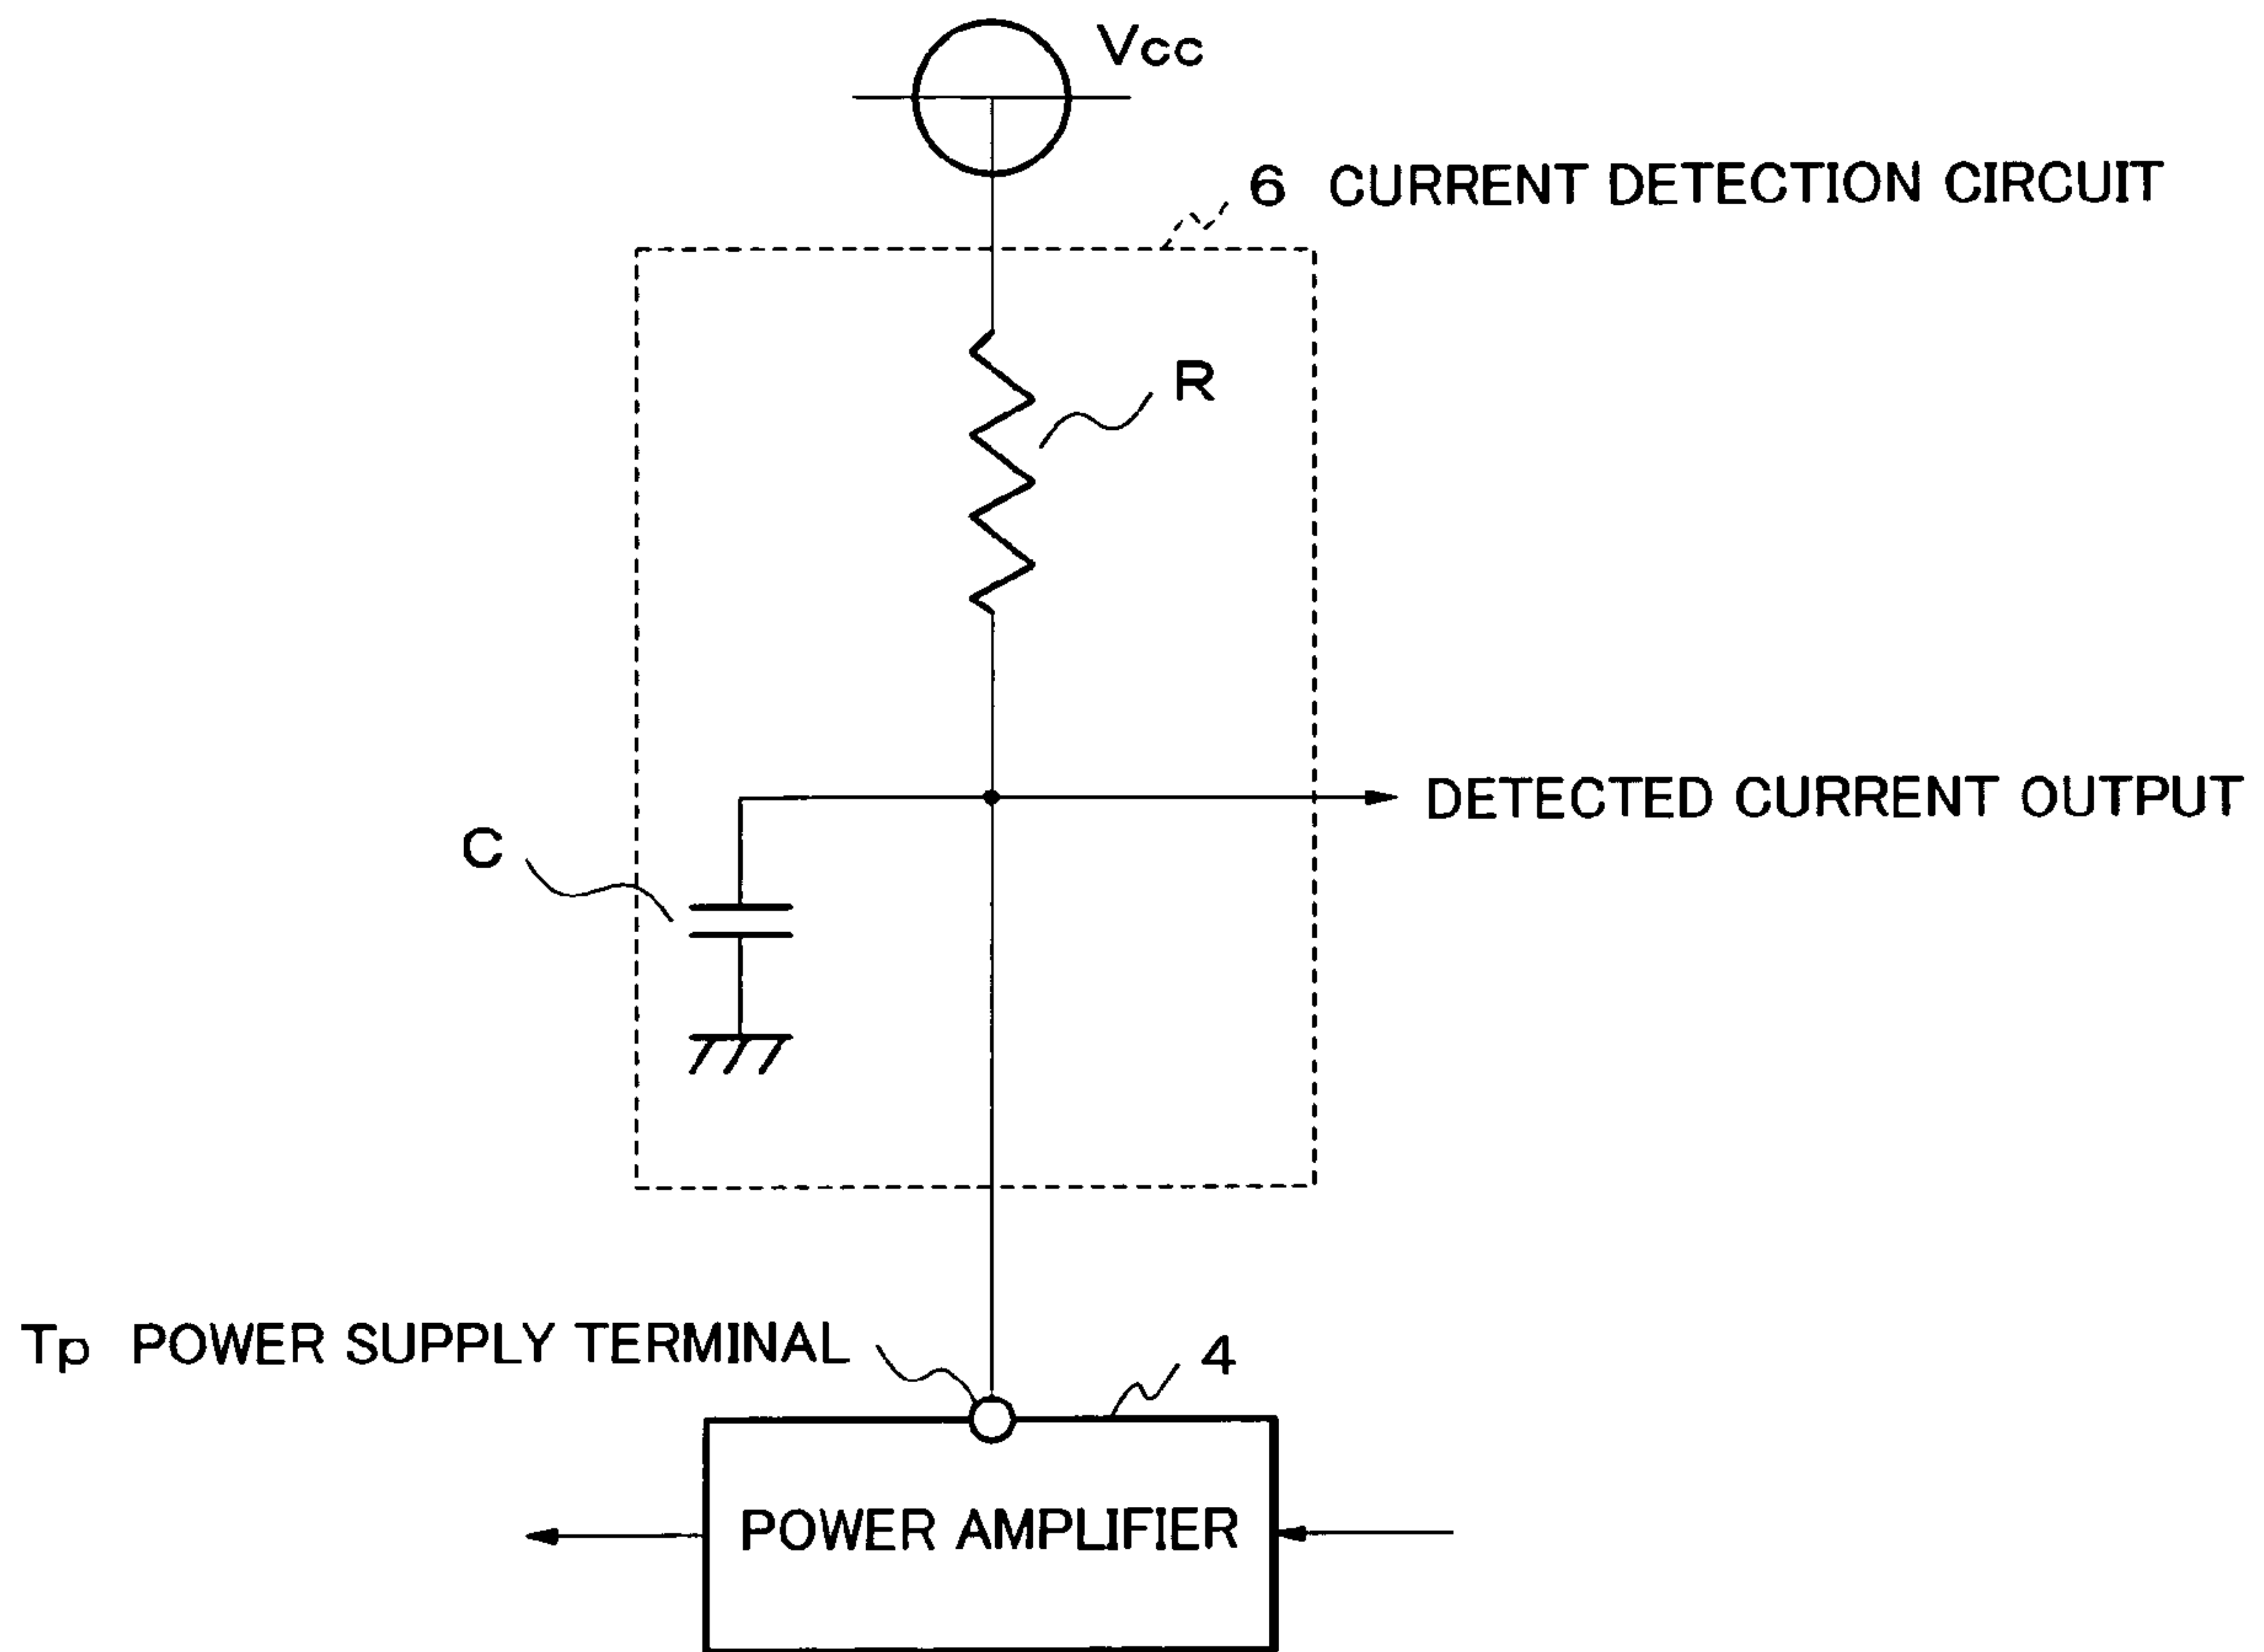 Vcc
6 CURRENT DETECTION CIRCUIT
R
DETECTED CURRENT OUTPUT
C
Tp POWER SUPPLY TERMINAL
4
POWER AMPLIFIER